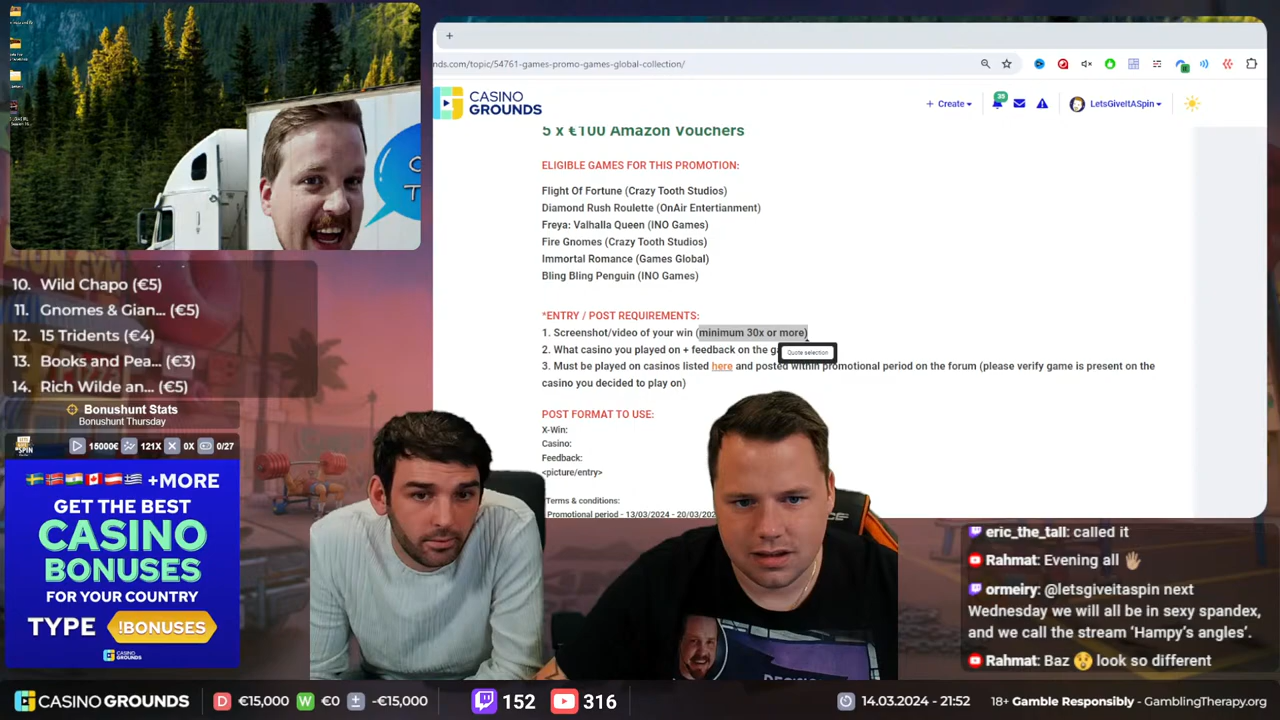 nds.com/topic/54761-games-promo-games-global-collection/
CASINO
GROUNDS
+ Create
35
LetsGiveItASpin
5 x €100 Amazon Vouchers
ELIGIBLE GAMES FOR THIS PROMOTION:
Flight Of Fortune (Crazy Tooth Studios)
Diamond Rush Roulette (OnAir Entertianment)
Freya: Valhalla Queen (INO Games)
Fire Gnomes (Crazy Tooth Studios)
Immortal Romance (Games Global)
Bling Bling Penguin (INO Games)
*ENTRY / POST REQUIREMENTS:
1. Screenshot/video of your win (minimum 30x or more)
2. What casino you played on + feedback on the ga
Quote selection
3. Must be played on casinos listed here and posted within promotional period on the forum (please verify game is present on the
casino you decided to play on)
POST FORMAT TO USE:
X-Win:
Casino:
Feedback:
<picture/entry>
*Terms & conditions:
Promotional period - 13/03/2024 - 20/03/202
10. Wild Chapo (€5)
11. Gnomes & Gian... (€5)
12. 15 Tridents (€4)
13. Books and Pea... (€3)
14. Rich Wilde an... (€5)
Bonushunt Stats
Bonushunt Thursday
15000€ 121X 0X 0/27
+MORE
GET THE BEST
CASINO
BONUSES
FOR YOUR COUNTRY
TYPE !BONUSES
CASINO
GROUNDS
eric_the_tall: called it
Rahmat: Evening all 🖐🏼
ormeiry: @letsgiveitaspin next
Wednesday we will all be in sexy spandex,
and we call the stream ‘Hampy’s angles’.
Rahmat: Baz 😲 look so different
CASINOGROUNDS
D €15,000 W €0 ± -€15,000
152
316
14.03.2024 - 21:52
18+ Gamble Responsibly - GamblingTherapy.org